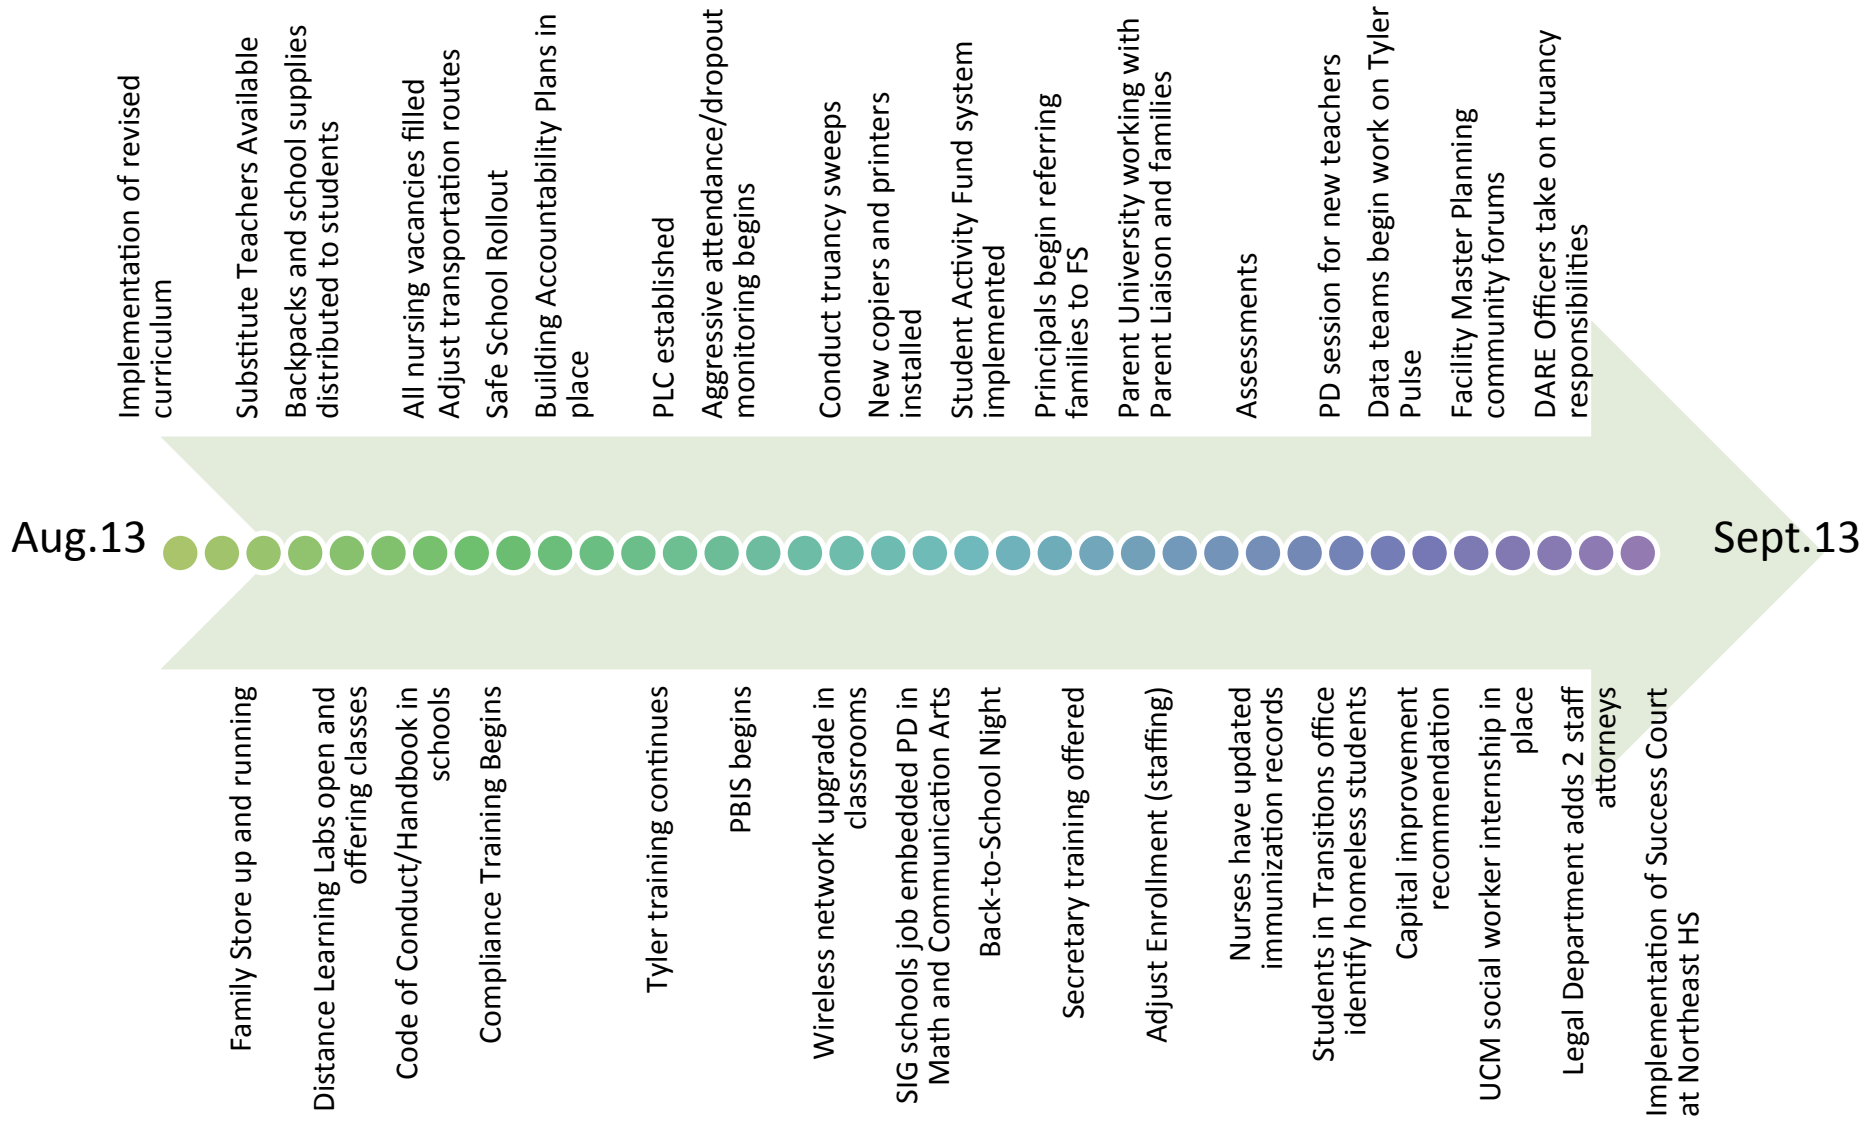 Implementation of revised
curriculum
Substitute Teachers Available
Backpacks and school supplies
distributed to students
All nursing vacancies filled
Adjust transportation routes
Safe School Rollout
Building Accountability Plans in
place
PLC established
Aggressive attendance/dropout
monitoring begins
Conduct truancy sweeps
New copiers and printers
installed
Student Activity Fund system
implemented
Principals begin referring
families to FS
Parent University working with
Parent Liaison and families
Assessments
PD session for new teachers
Data teams begin work on Tyler
Pulse
Facility Master Planning
community forums
DARE Officers take on truancy
responsibilities
Aug.13
Sept.13
Family Store up and running
Distance Learning Labs open and
offering classes
Code of Conduct/Handbook in
schools
Compliance Training Begins
Tyler training continues
PBIS begins
Wireless network upgrade in
classrooms
SIG schools job embedded PD in
Math and Communication Arts
Back-to-School Night
Secretary training offered
Adjust Enrollment (staffing)
Nurses have updated
immunization records
Students in Transitions office
identify homeless students
Capital improvement
recommendation
UCM social worker internship in
place
Legal Department adds 2 staff
attorneys
Implementation of Success Court
at Northeast HS